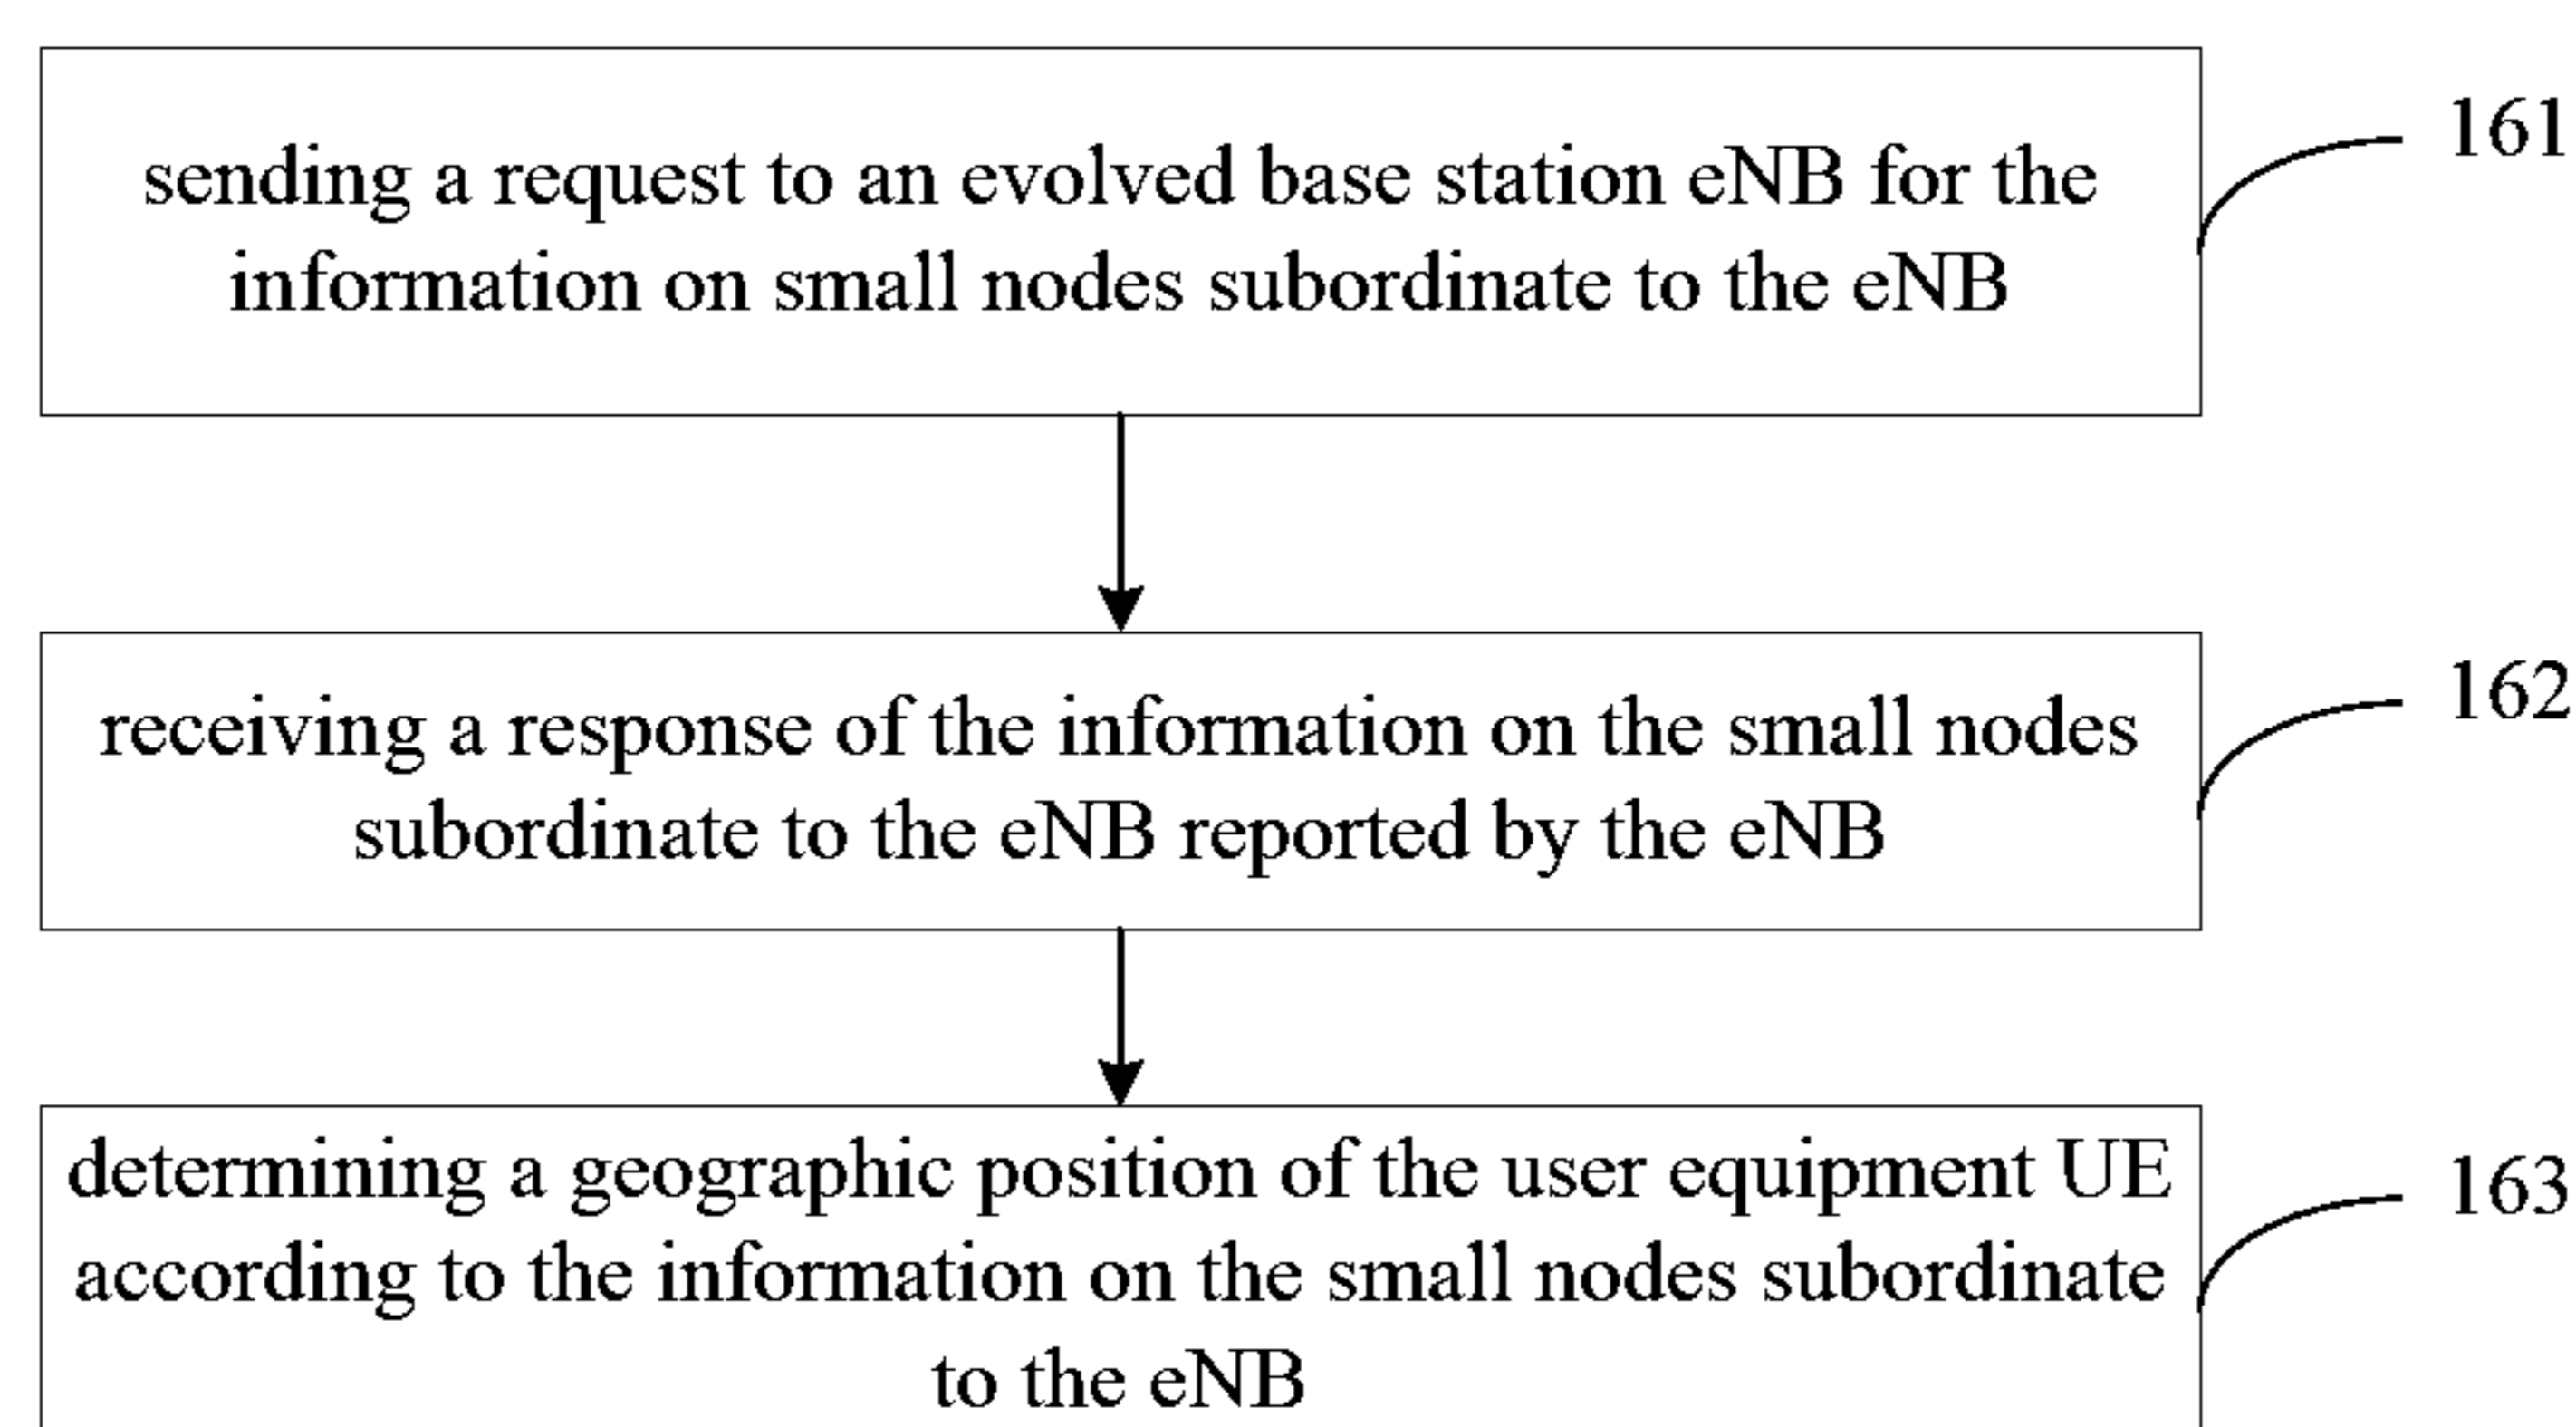 sending a request to an evolved base station eNB for the
information on small nodes subordinate to the eNB
161
receiving a response of the information on the small nodes
subordinate to the eNB reported by the eNB
162
determining a geographic position of the user equipment UE
according to the information on the small nodes subordinate
to the eNB
163